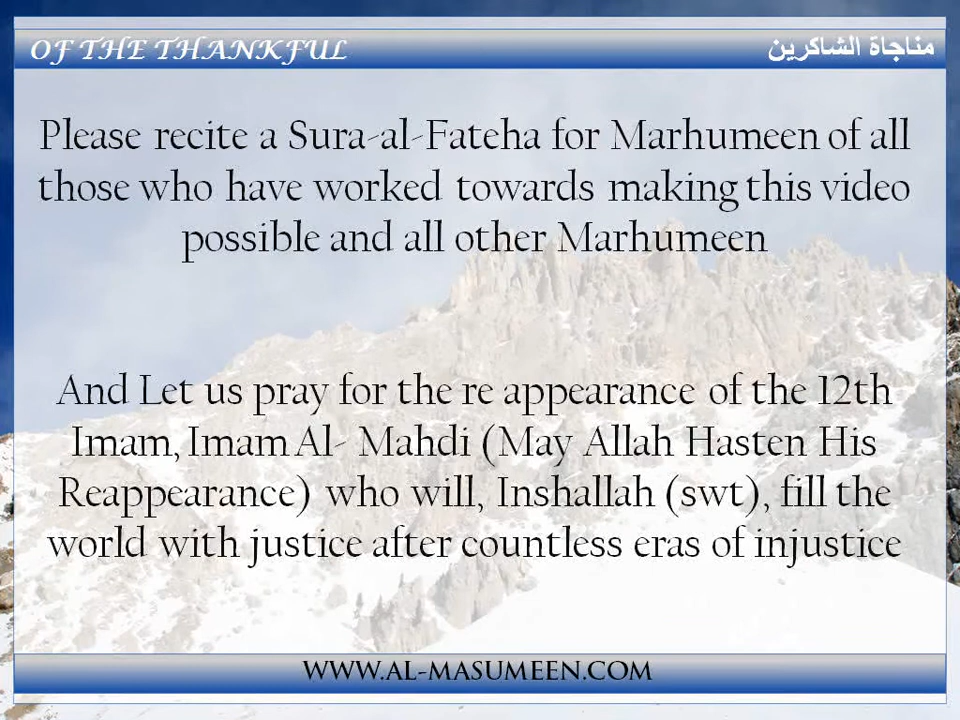 OF THE THANKFUL
مناجاة الشاكرين
Please recite a Sura-al-Fateha for Marhumeen of all
those who have worked towards making this video
possible and all other Marhumeen
And Let us pray for the re appearance of the 12th
Imam, Imam Al- Mahdi (May Allah Hasten His
Reappearance) who will, Inshallah (swt), fill the
world with justice after countless eras of injustice
WWW.AL-MASUMEEN.COM